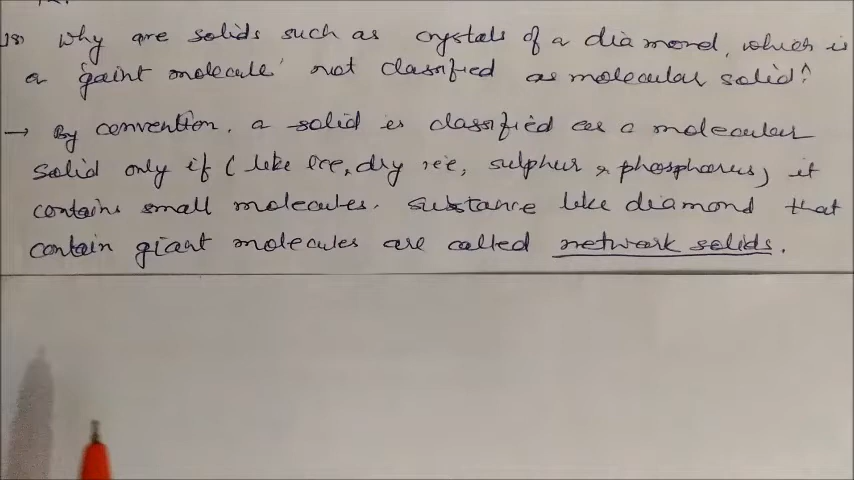 18) Why are solids such as crystals of a diamond, which is
a 'gaint molecule' not classified as molecular solid?
→ By convention, a solid is classified as a molecular
solid only if (like Ice, dry ice, sulphur & phosphorus) it
contains small molecules. Substance like diamond that
contain giant molecules are called network solids.